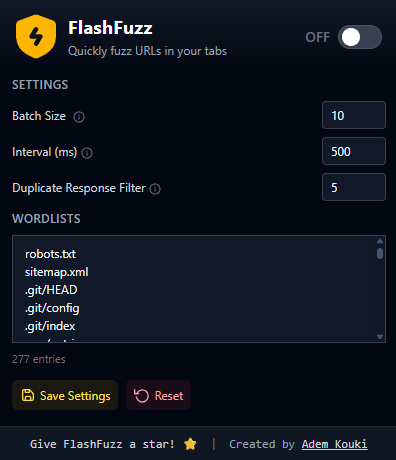 FlashFuzz
Quickly fuzz URLs in your tabs
OFF
SETTINGS
Batch Size
10
Interval (ms)
500
Duplicate Response Filter
5
WORDLISTS
robots.txt
sitemap.xml
.git/HEAD
.git/config
.git/index
277 entries
Save Settings
Reset
Give FlashFuzz a star! ⭐ | Created by Adem Kouki